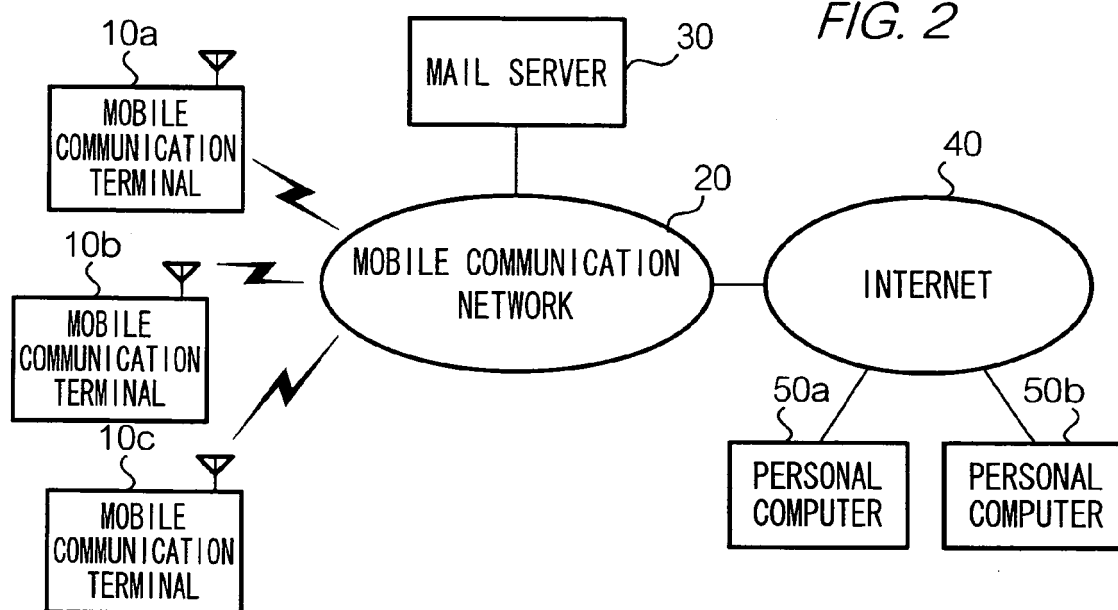 FIG. 2
10a
MOBILE
COMMUNICATION
TERMINAL
MAIL SERVER
30
10b
MOBILE
COMMUNICATION
TERMINAL
20
MOBILE COMMUNICATION
NETWORK
40
INTERNET
10c
MOBILE
COMMUNICATION
TERMINAL
50a
PERSONAL
COMPUTER
50b
PERSONAL
COMPUTER